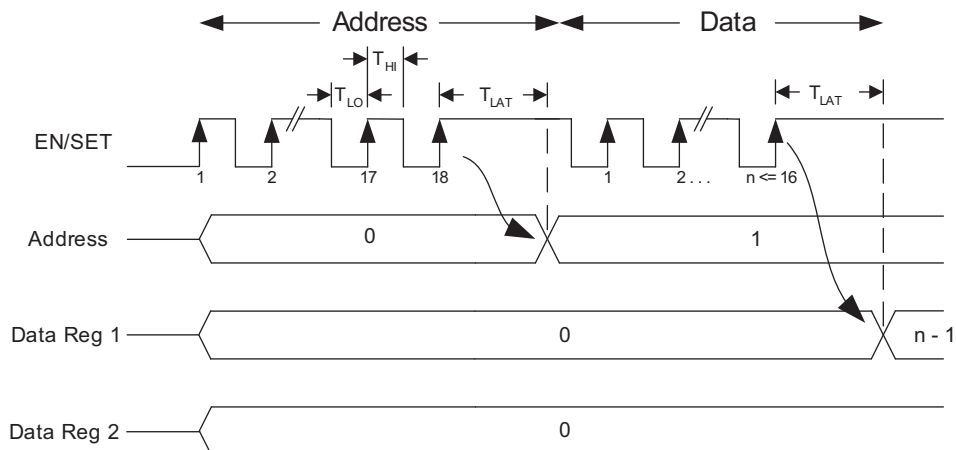 Address Data
T_HI
T_LO T_LAT T_LAT
EN/SET
1 2 17 18 1 2 . . . n <= 16
Address 0 1
Data Reg 1 0 n - 1
Data Reg 2 0